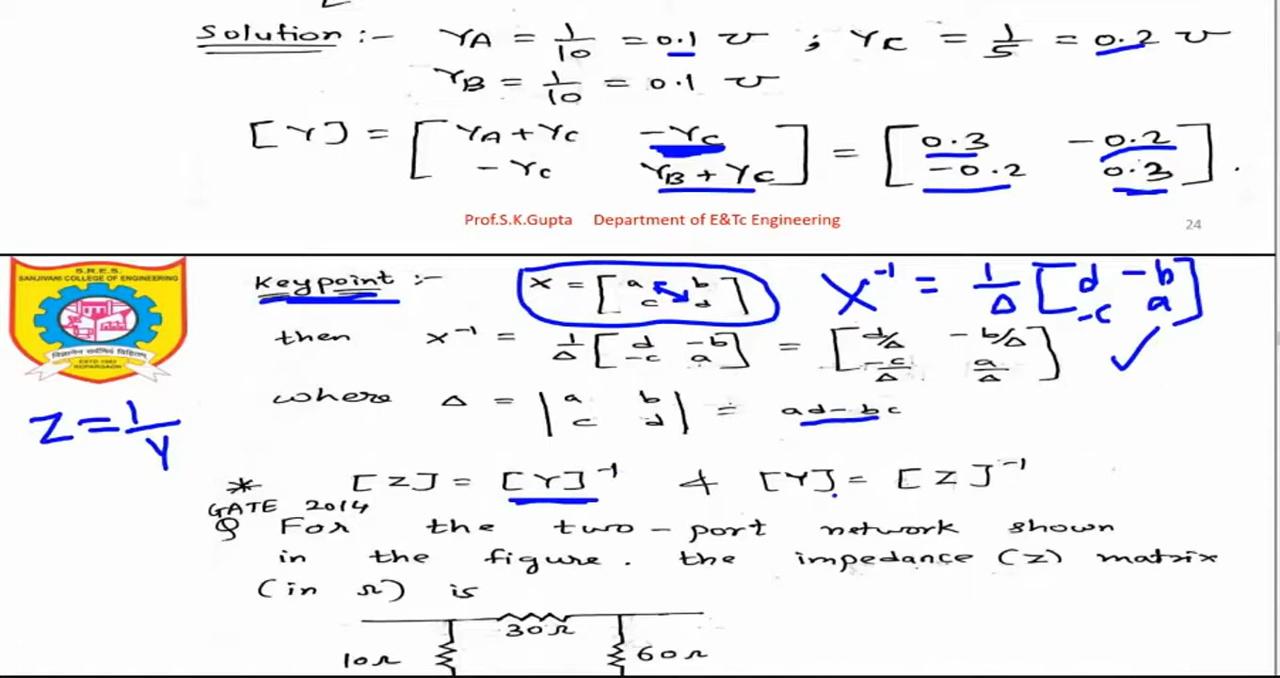 Solution :- YA = 1/10 = 0.1 ℧ ; YC = 1/5 = 0.2 ℧
YB = 1/10 = 0.1 ℧
[Y] = [ YA + YC   -YC ; -YC   YB + YC ] = [ 0.3   -0.2 ; -0.2   0.3 ].
Prof.S.K.Gupta Department of E&Tc Engineering 24
S.R.E.S.
SANJIVANI COLLEGE OF ENGINEERING
KOPARGAON
Keypoint :- X = [ a   b ; c   d ]
X⁻¹ = 1/Δ [ d   -b ; -c   a ]
then X⁻¹ = 1/Δ [ d   -b ; -c   a ] = [ d/Δ   -b/Δ ; -c/Δ   a/Δ ]
where Δ = | a   b ; c   d | = ad-bc
Z = 1/Y
* [Z] = [Y]⁻¹ & [Y] = [Z]⁻¹
GATE 2014
Q For the two-port network shown
in the figure. the impedance (Z) matrix
(in Ω) is
30Ω
10Ω 60Ω